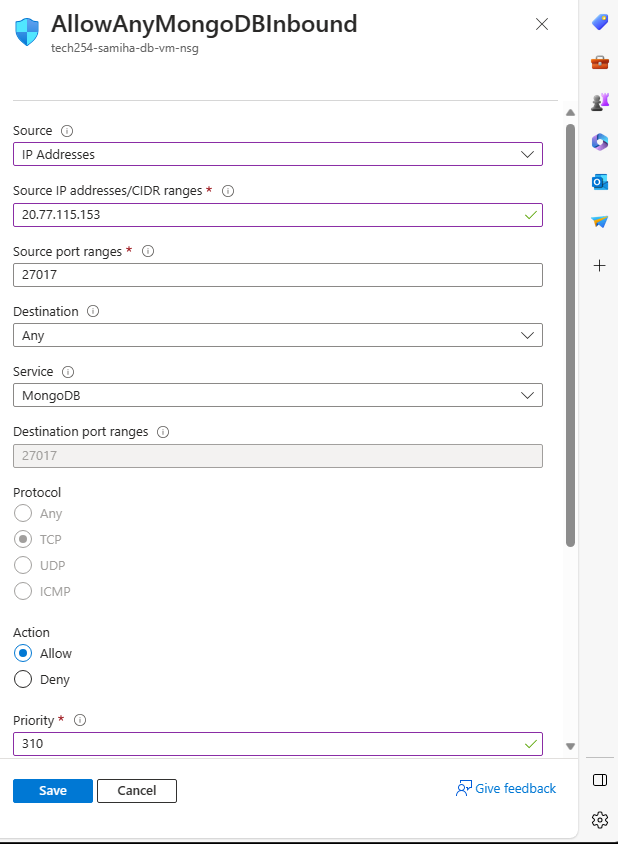 AllowAnyMongoDBInbound
tech254-samiha-db-vm-nsg
Source
IP Addresses
Source IP addresses/CIDR ranges *
20.77.115.153
Source port ranges *
27017
Destination
Any
Service
MongoDB
Destination port ranges
27017
Protocol
Any
TCP
UDP
ICMP
Action
Allow
Deny
Priority *
310
Save Cancel Give feedback